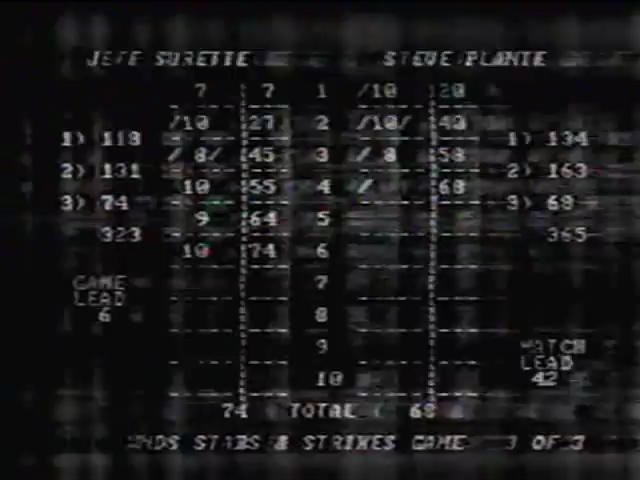 JEFF SURETTE STEVE PLANTE
7 7 1 /10 20
/10 27 2 /10/ 40
1) 118 1) 134
/ 8/ 45 3 / 8 58
2) 131 2) 163
10 55 4 / 68
3) 74 3) 68
9 64 5
323 365
10 74 6
GAME 7
LEAD
6 8
9 MATCH
LEAD
10 42
74 TOTAL 68
STARS & STRIKES GAME 3 OF 3